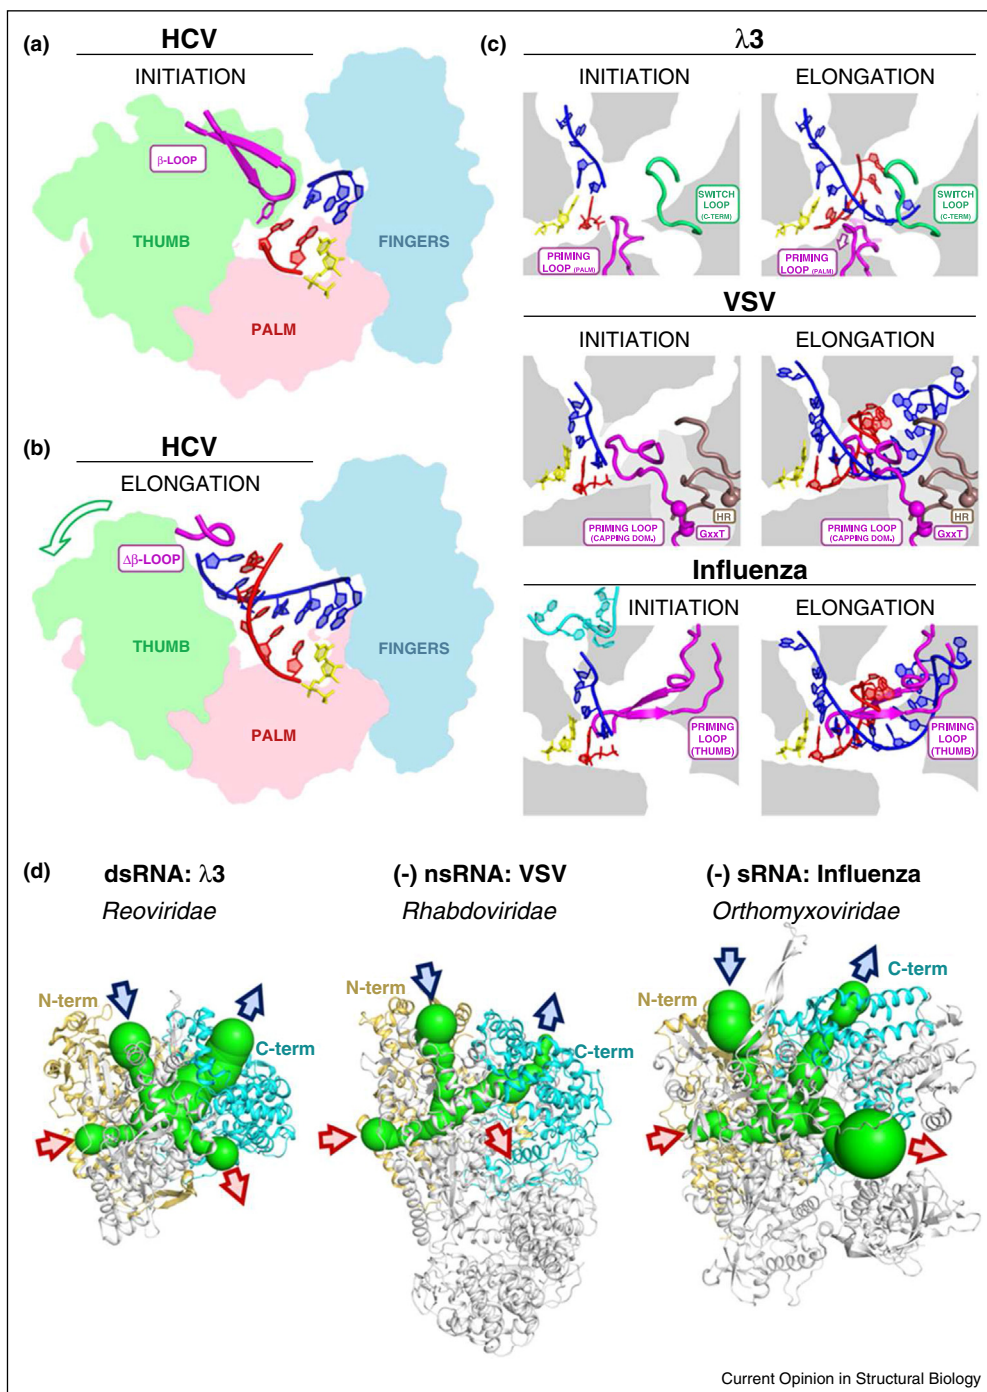 (a)
HCV
INITIATION
β-LOOP
THUMB
FINGERS
PALM
(b)
HCV
ELONGATION
Δβ-LOOP
THUMB
FINGERS
PALM
(c)
λ3
INITIATION
ELONGATION
SWITCH
LOOP
(C-TERM)
PRIMING
LOOP (PALM)
SWITCH
LOOP
(C-TERM)
PRIMING
LOOP (PALM)
VSV
INITIATION
ELONGATION
HR
GxxT
PRIMING LOOP
(CAPPING DOM.)
HR
GxxT
PRIMING LOOP
(CAPPING DOM.)
Influenza
INITIATION
ELONGATION
PRIMING
LOOP
(THUMB)
PRIMING
LOOP
(THUMB)
(d)
dsRNA: λ3
Reoviridae
N-term
C-term
(-) nsRNA: VSV
Rhabdoviridae
N-term
C-term
(-) sRNA: Influenza
Orthomyxoviridae
N-term
C-term
Current Opinion in Structural Biology